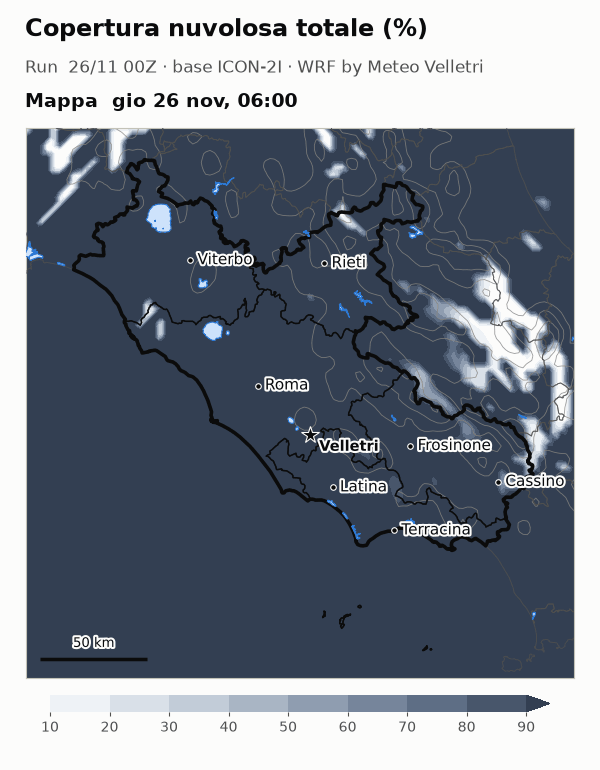 Copertura nuvolosa totale (%)
Run  26/11 00Z · base ICON-2I · WRF by Meteo Velletri
Mappa  gio 26 nov, 06:00
Viterbo
Rieti
Roma
Velletri
Frosinone
Latina
Cassino
Terracina
50 km
10 20 30 40 50 60 70 80 90